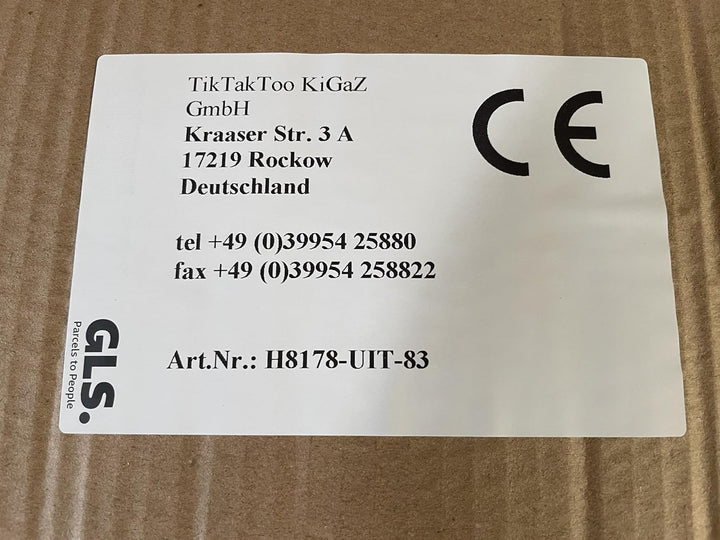 TikTakToo KiGaZ
GmbH
Kraaser Str. 3 A
17219 Rockow
Deutschland
tel +49 (0)39954 25880
fax +49 (0)39954 258822
Art.Nr.: H8178-UIT-83
CE
GLS.
Parcels to People